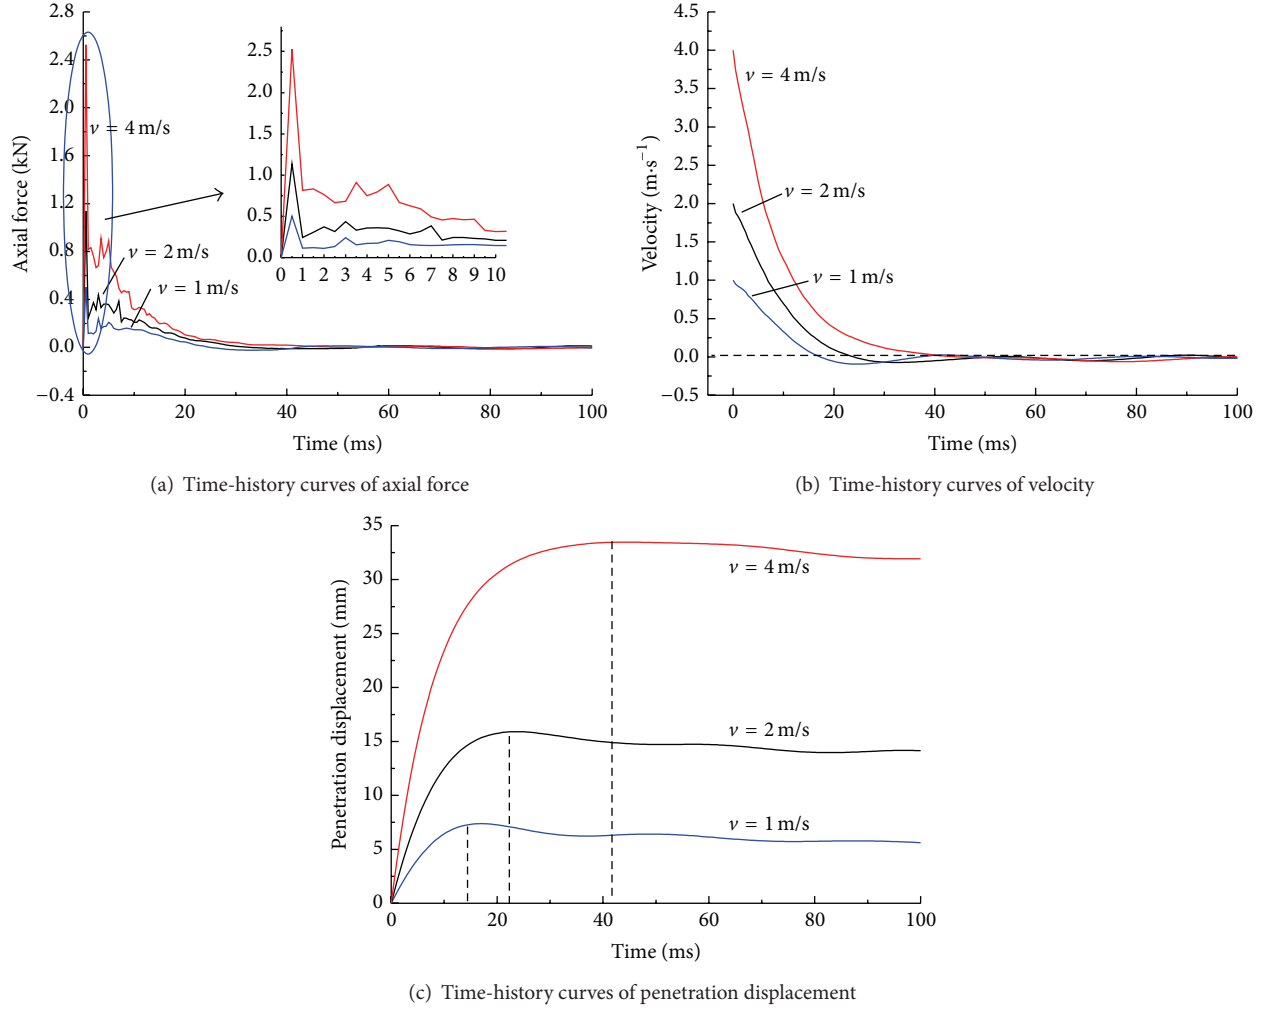 2.8
2.4
2.0
1.6
1.2
0.8
0.4
0.0
−0.4
Axial force (kN)
ν = 4 m/s
ν = 2 m/s
ν = 1 m/s
2.5
2.0
1.5
1.0
0.5
0.0
0 1 2 3 4 5 6 7 8 9 10
0 20 40 60 80 100
Time (ms)
(a) Time-history curves of axial force
4.5
4.0
3.5
3.0
2.5
2.0
1.5
1.0
0.5
0.0
−0.5
Velocity (m·s⁻¹)
ν = 4 m/s
ν = 2 m/s
ν = 1 m/s
0 20 40 60 80 100
Time (ms)
(b) Time-history curves of velocity
35
30
25
20
15
10
5
0
Penetration displacement (mm)
ν = 4 m/s
ν = 2 m/s
ν = 1 m/s
0 20 40 60 80 100
Time (ms)
(c) Time-history curves of penetration displacement